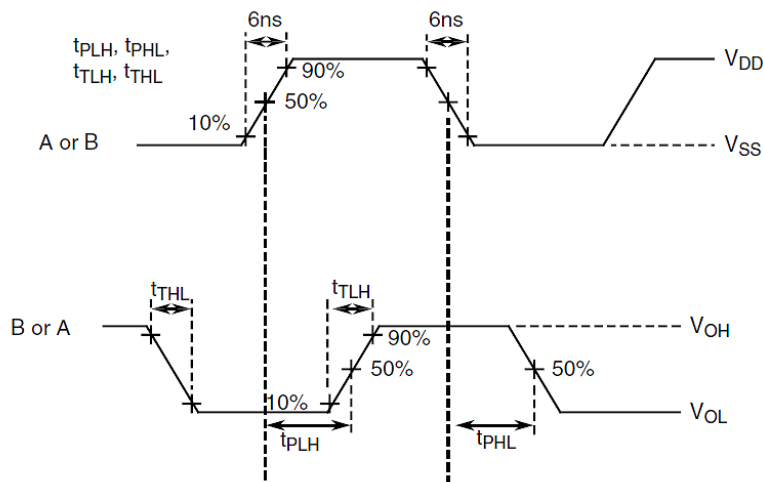 6ns
6ns
tPLH, tPHL,
tTLH, tTHL
90%
50%
10%
A or B
VDD
VSS
tTHL
tTLH
B or A
90%
50%
10%
50%
VOH
VOL
tPLH
tPHL